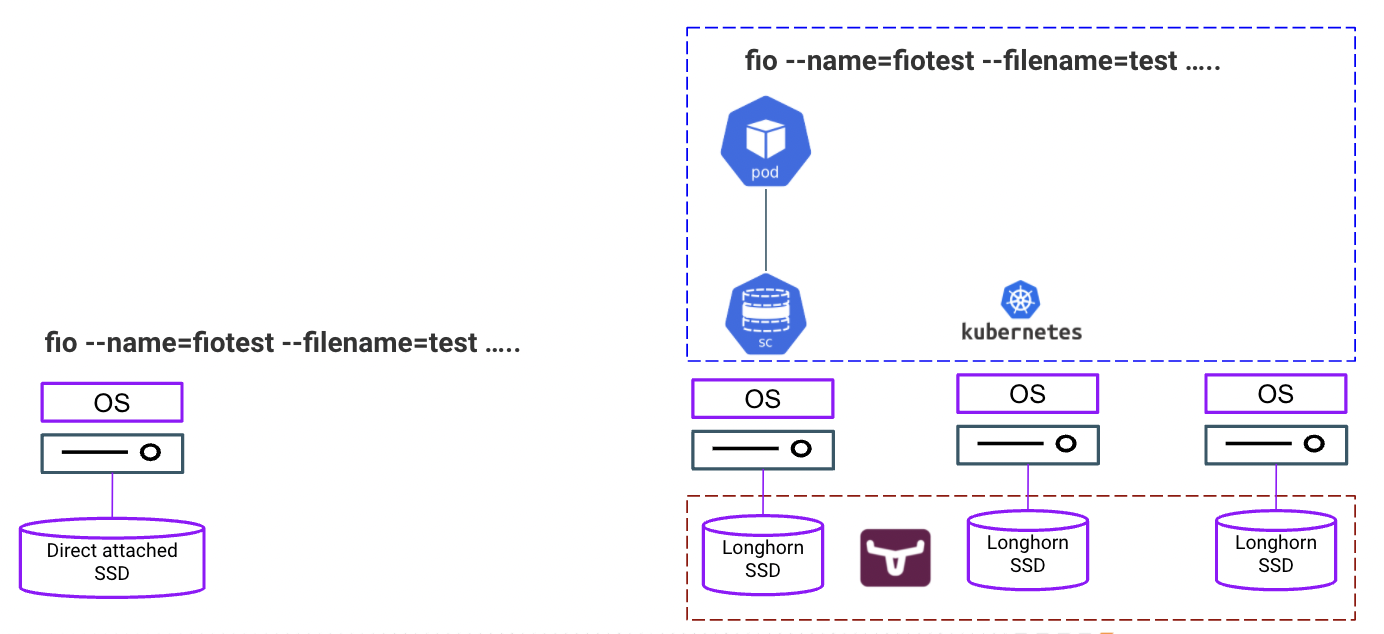 fio --name=fiotest --filename=test .....
pod
sc
kubernetes
fio --name=fiotest --filename=test .....
OS
OS
OS
OS
Direct attached
SSD
Longhorn
SSD
Longhorn
SSD
Longhorn
SSD